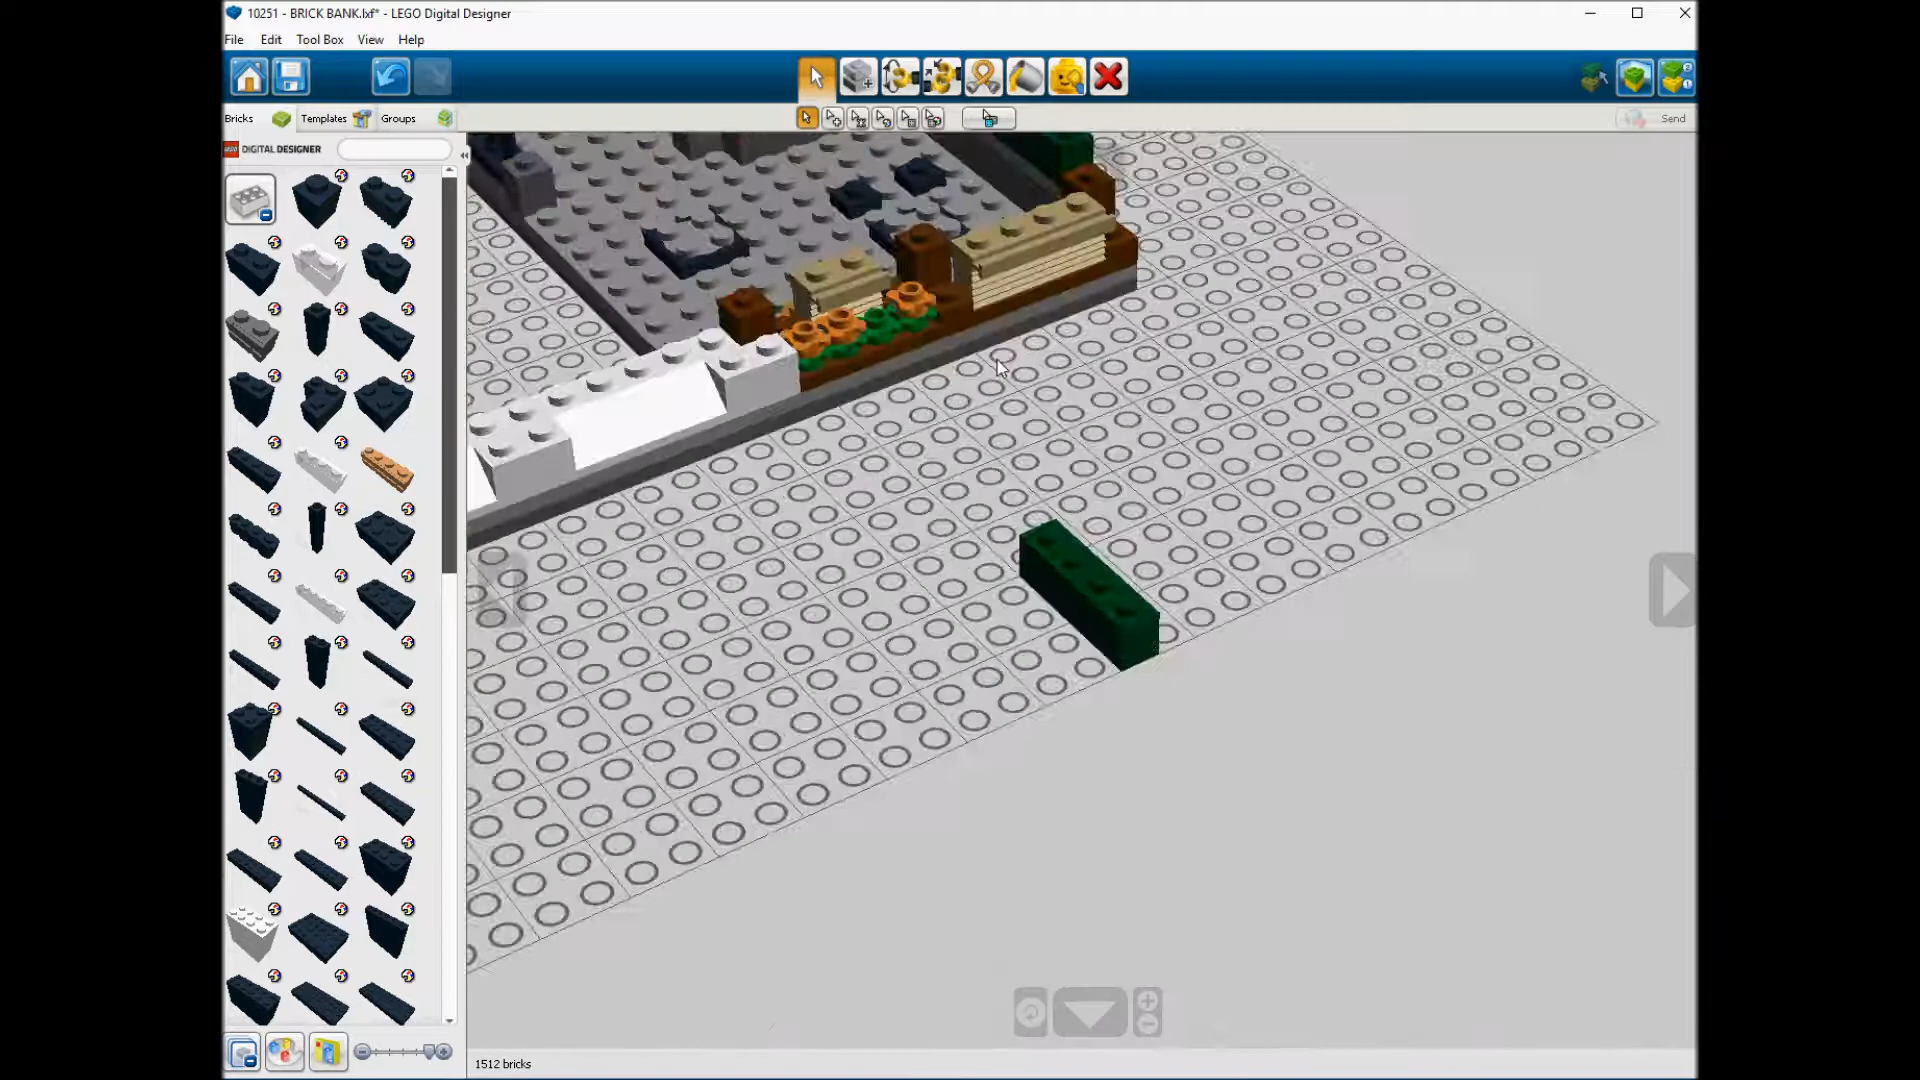 10251 - BRICK BANK.lxf* - LEGO Digital Designer
File Edit Tool Box View Help
Bricks Templates Groups
Send
LEGO DIGITAL DESIGNER
1512 bricks